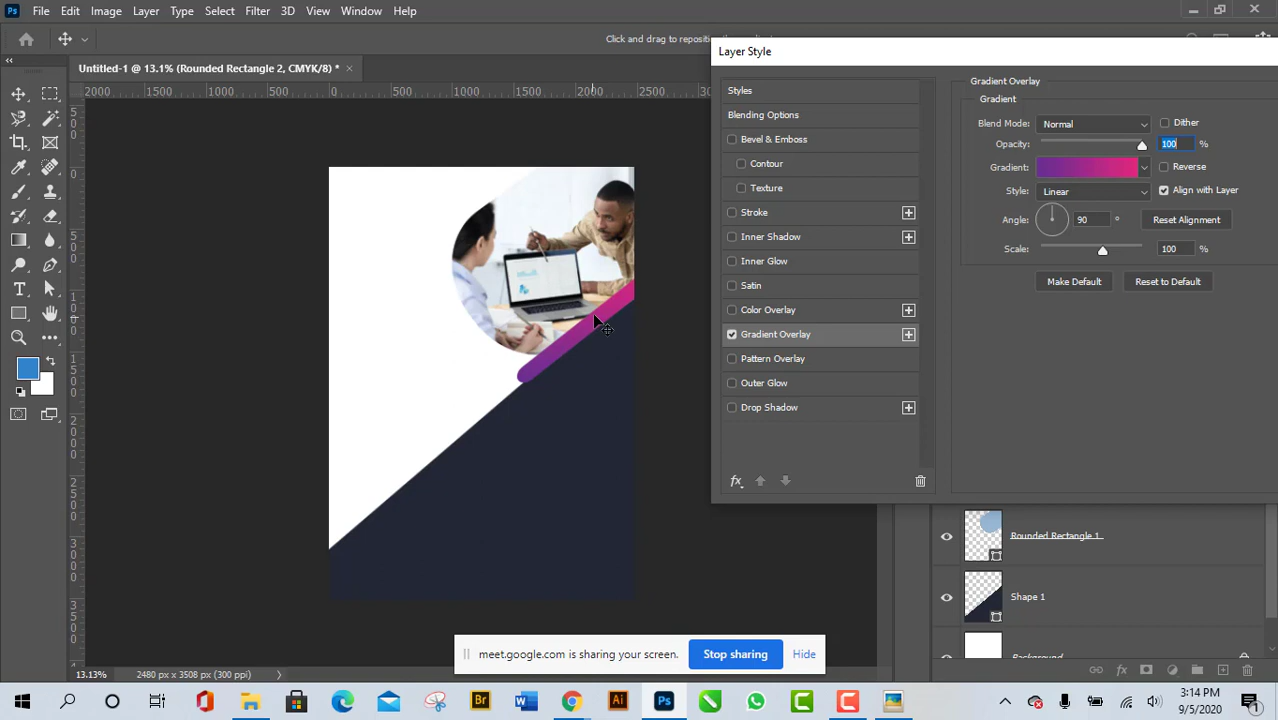 Ps File Edit Image Layer Type Select Filter 3D View Window Help
Click and drag to repositi
Untitled-1 @ 13.1% (Rounded Rectangle 2, CMYK/8) *
2000 1500 1000 500 0 500 1000 1500 2000 2500
Layer Style
Styles
Blending Options
Bevel & Emboss
Contour
Texture
Stroke
Inner Shadow
Inner Glow
Satin
Color Overlay
Gradient Overlay
Pattern Overlay
Outer Glow
Drop Shadow
fx
Gradient Overlay
Gradient
Blend Mode: Normal Dither
Opacity: 100 %
Gradient: Reverse
Style: Linear Align with Layer
Angle: 90 ° Reset Alignment
Scale: 100 %
Make Default Reset to Default
Rounded Rectangle 1
Shape 1
Background
meet.google.com is sharing your screen. Stop sharing Hide
13.13% 2480 px x 3508 px (300 ppi)
Br Ai Ps
3:14 PM
9/5/2020